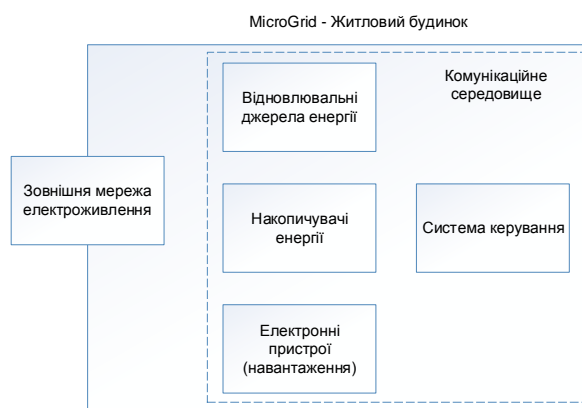 MicroGrid - Житловий будинок
Комунікаційне
середовище
Відновлювальні
джерела енергії
Зовнішня мережа
електроживлення
Накопичувачі
енергії
Система керування
Електронні
пристрої
(навантаження)